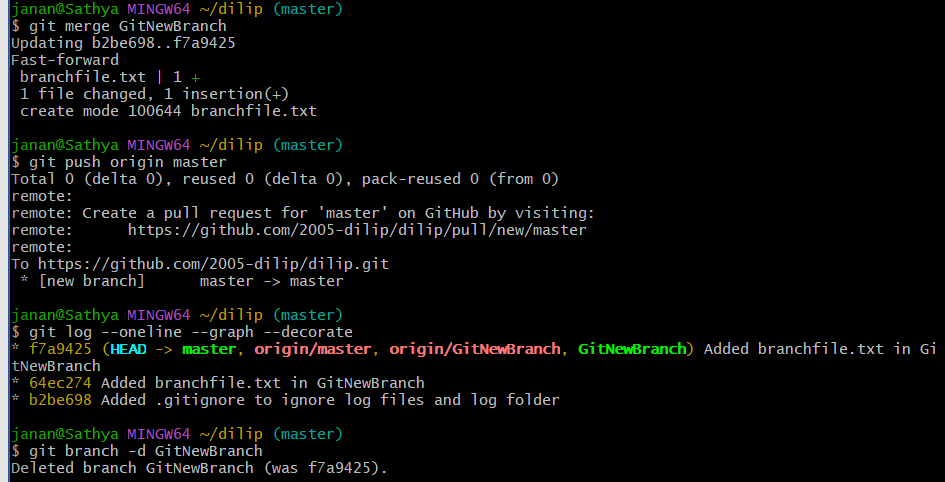 janan@Sathya MINGW64 ~/dilip (master)
$ git merge GitNewBranch
Updating b2be698..f7a9425
Fast-forward
 branchfile.txt | 1 +
 1 file changed, 1 insertion(+)
 create mode 100644 branchfile.txt

janan@Sathya MINGW64 ~/dilip (master)
$ git push origin master
Total 0 (delta 0), reused 0 (delta 0), pack-reused 0 (from 0)
remote:
remote: Create a pull request for 'master' on GitHub by visiting:
remote:      https://github.com/2005-dilip/dilip/pull/new/master
remote:
To https://github.com/2005-dilip/dilip.git
 * [new branch]      master -> master

janan@Sathya MINGW64 ~/dilip (master)
$ git log --oneline --graph --decorate
* f7a9425 (HEAD -> master, origin/master, origin/GitNewBranch, GitNewBranch) Added branchfile.txt in Gi
tNewBranch
* 64ec274 Added branchfile.txt in GitNewBranch
* b2be698 Added .gitignore to ignore log files and log folder

janan@Sathya MINGW64 ~/dilip (master)
$ git branch -d GitNewBranch
Deleted branch GitNewBranch (was f7a9425).